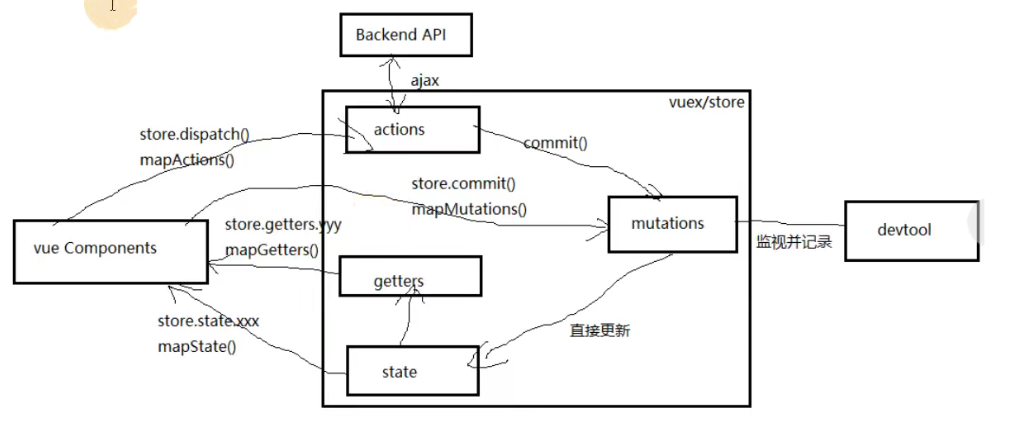 Backend API
ajax
vuex/store
actions
store.dispatch()
mapActions()
commit()
store.commit()
mapMutations()
mutations
store.getters.yyy
mapGetters()
vue Components
监视并记录
devtool
getters
store.state.xxx
mapState()
直接更新
state